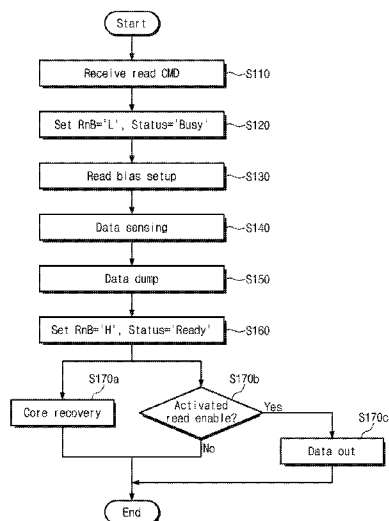 Start
Receive read CMD
S110
Set RnB='L', Status='Busy'
S120
Read bias setup
S130
Data sensing
S140
Data dump
S150
Set RnB='H', Status='Ready'
S160
S170a
Core recovery
S170b
Activated
read enable?
Yes
No
S170c
Data out
End